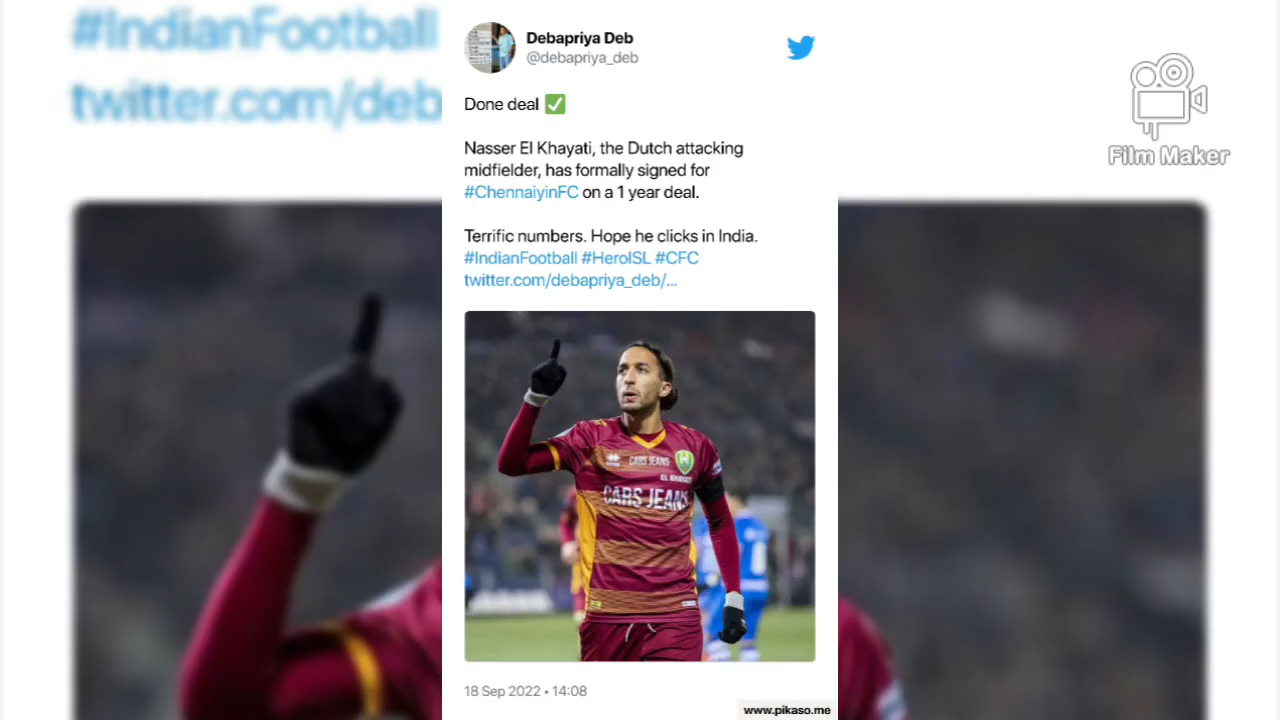 #IndianFootball
twitter.com/deb
Debapriya Deb
@debapriya_deb
Film Maker
Done deal ✅
Nasser El Khayati, the Dutch attacking
midfielder, has formally signed for
#ChennaiyinFC on a 1 year deal.
Terrific numbers. Hope he clicks in India.
#IndianFootball #HeroISL #CFC
twitter.com/debapriya_deb/...
CARS JEANS
EL KHAYATI
CARS JEANS
18 Sep 2022 • 14:08
www.pikaso.me